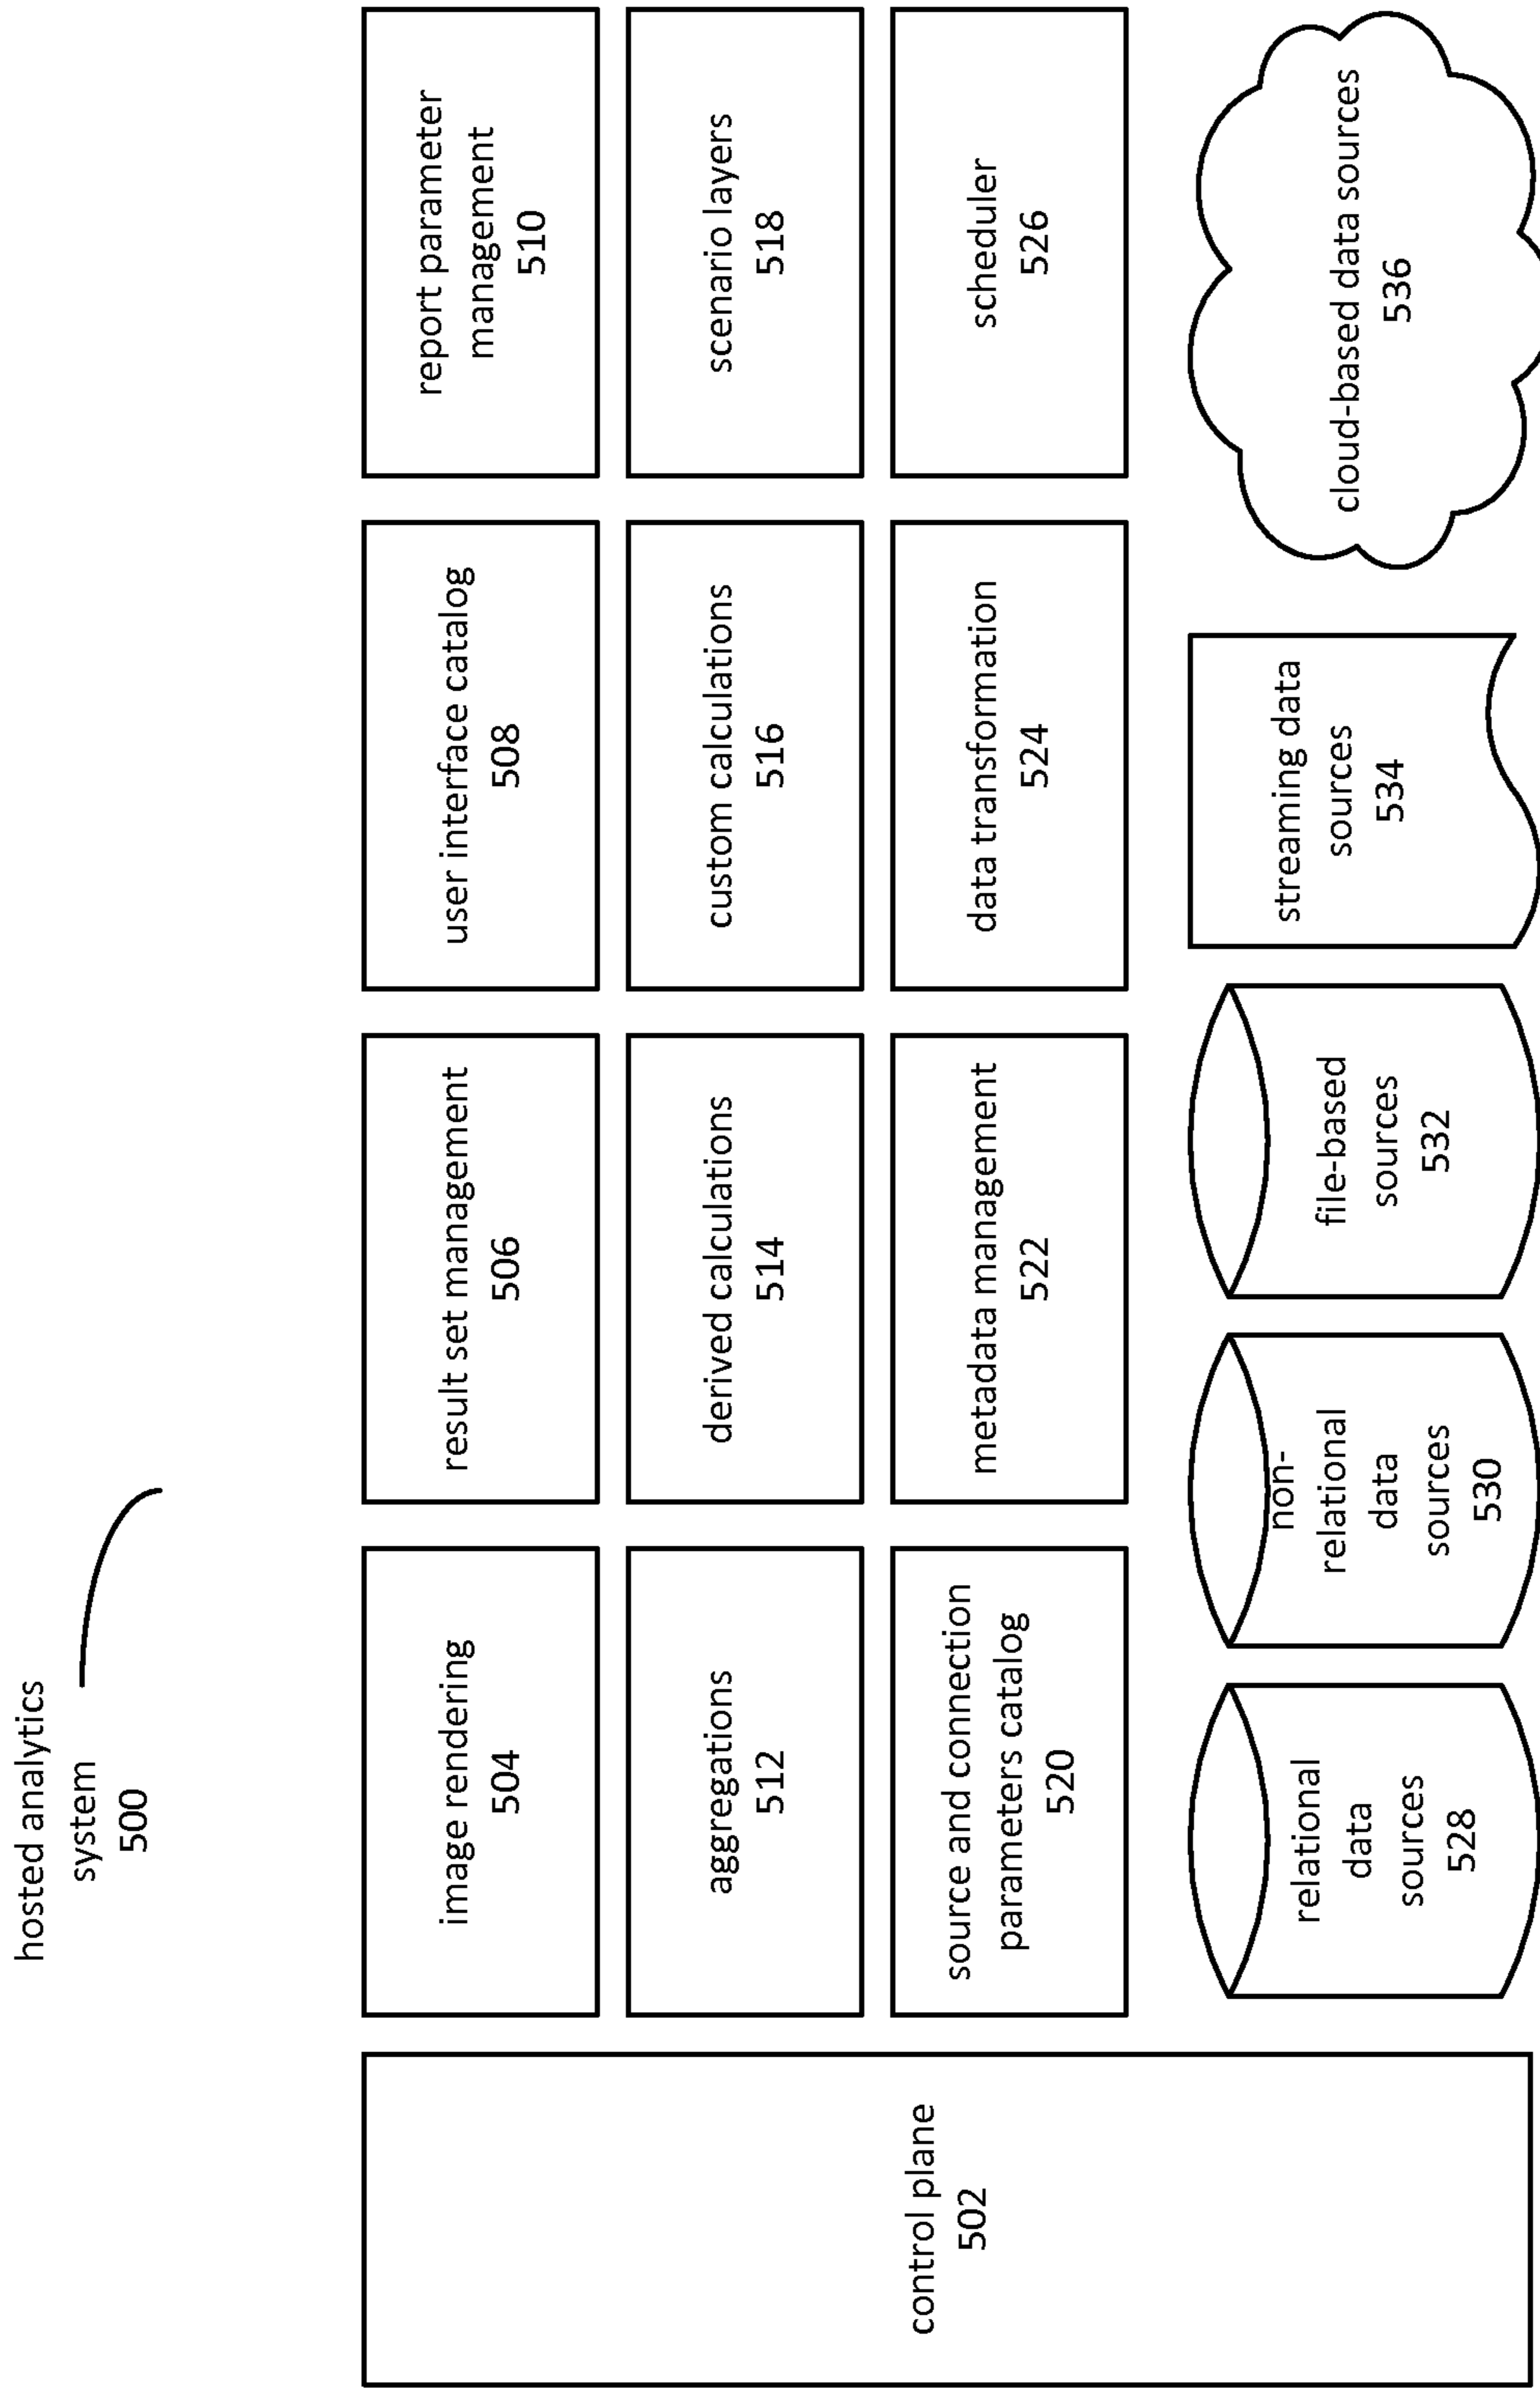 hosted analytics
system
500
control plane
502
image rendering
504
result set management
506
user interface catalog
508
report parameter
management
510
aggregations
512
derived calculations
514
custom calculations
516
scenario layers
518
source and connection
parameters catalog
520
metadata management
522
data transformation
524
scheduler
526
relational
data
sources
528
non-
relational
data
sources
530
file-based
sources
532
streaming data
sources
534
cloud-based data sources
536